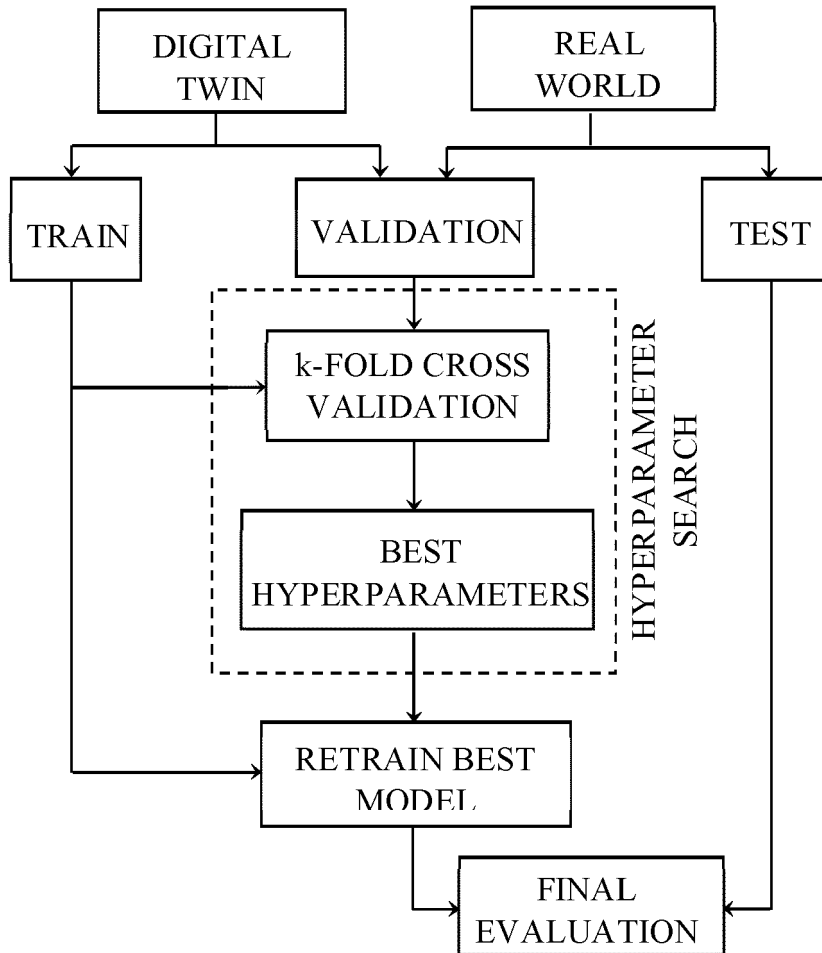 DIGITAL
TWIN
REAL
WORLD
TRAIN
VALIDATION
TEST
k-FOLD CROSS
VALIDATION
HYPERPARAMETER
SEARCH
BEST
HYPERPARAMETERS
RETRAIN BEST
MODEL
FINAL
EVALUATION